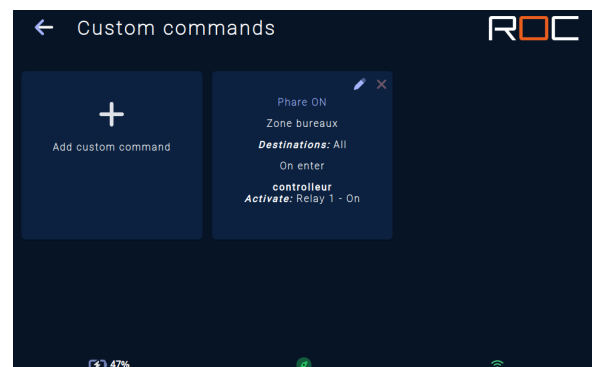 Custom commands
ROC
Add custom command
Phare ON
Zone bureaux
Destinations: All
On enter
controlleur
Activate: Relay 1 - On
47%